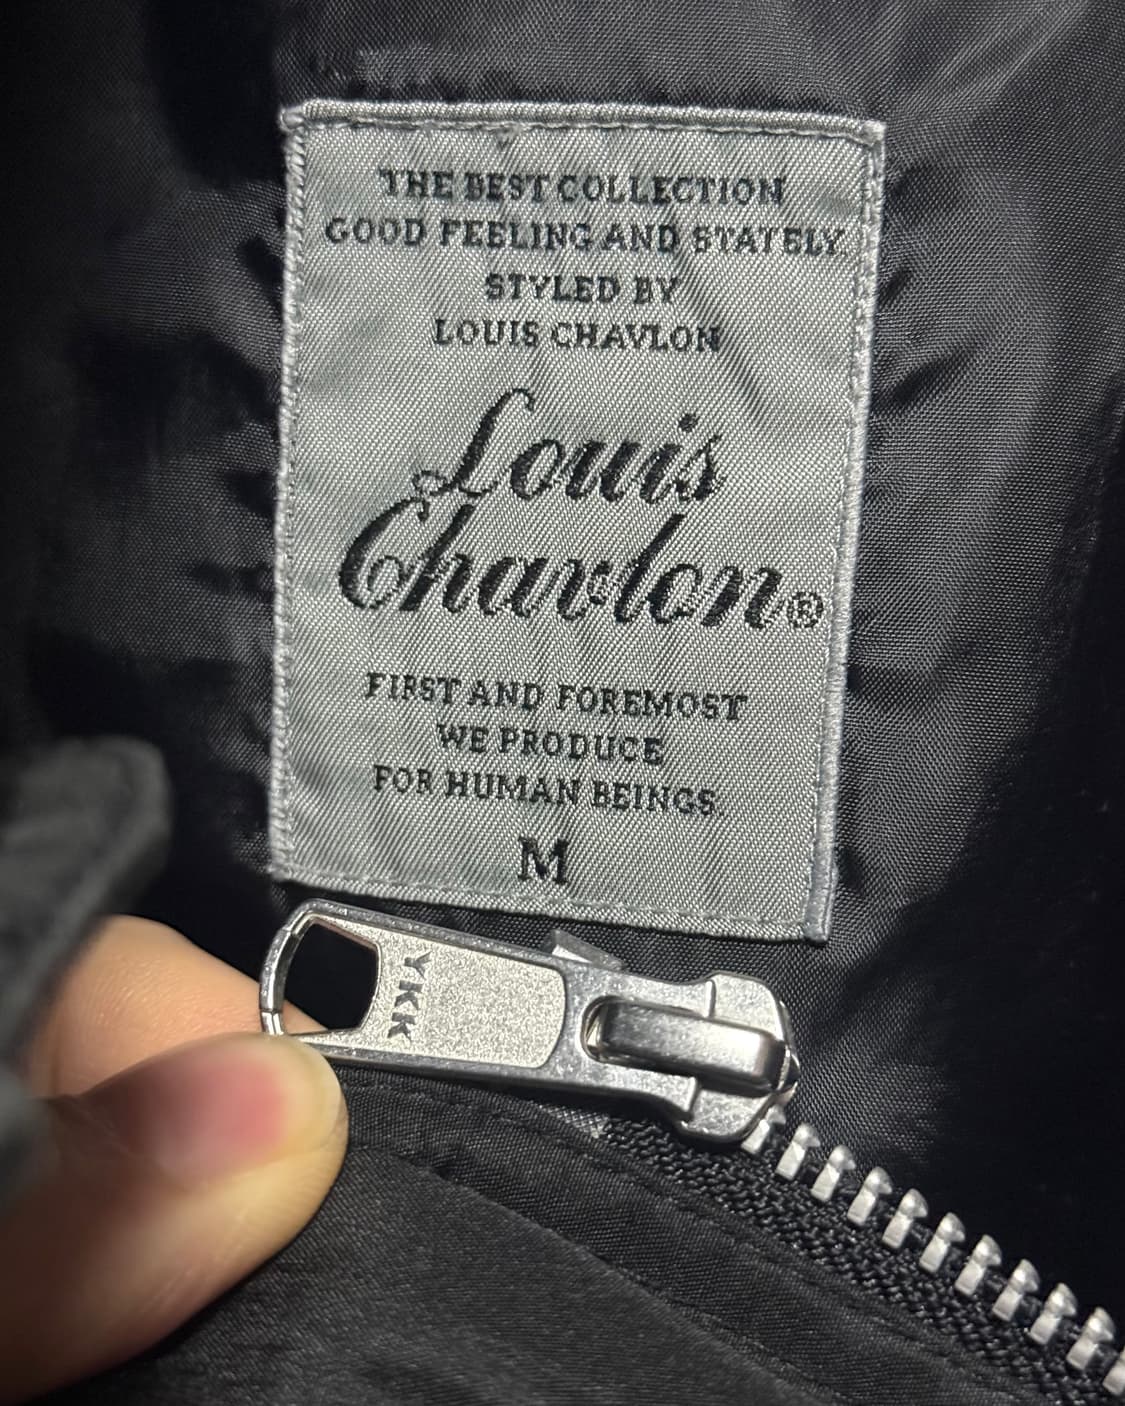 THE BEST COLLECTION
GOOD FEELING AND STATELY.
STYLED BY
LOUIS CHAVLON
Louis
Chavlon®
FIRST AND FOREMOST
WE PRODUCE
FOR HUMAN BEINGS.
M
YKK